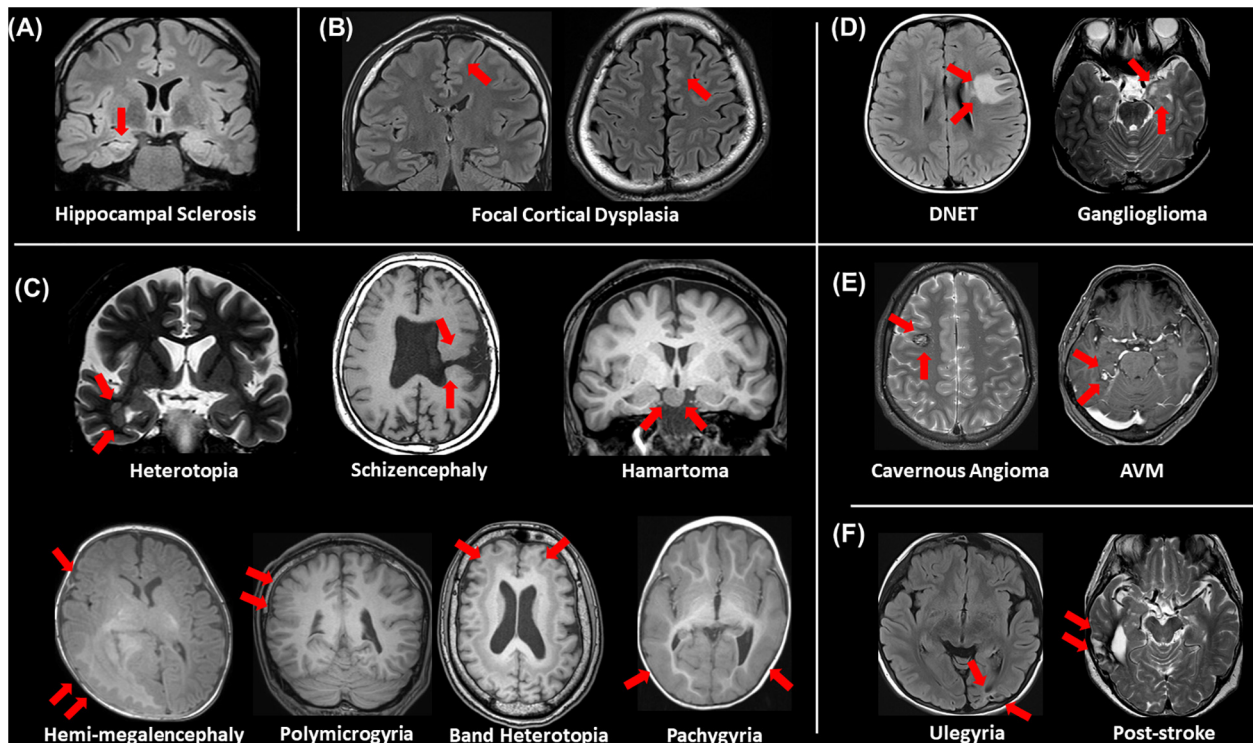 (A)
Hippocampal Sclerosis
(B)
Focal Cortical Dysplasia
(D)
DNET
Ganglioglioma
(C)
Heterotopia
Schizencephaly
Hamartoma
Hemi-megalencephaly
Polymicrogyria
Band Heterotopia
Pachygyria
(E)
Cavernous Angioma
AVM
(F)
Ulegyria
Post-stroke